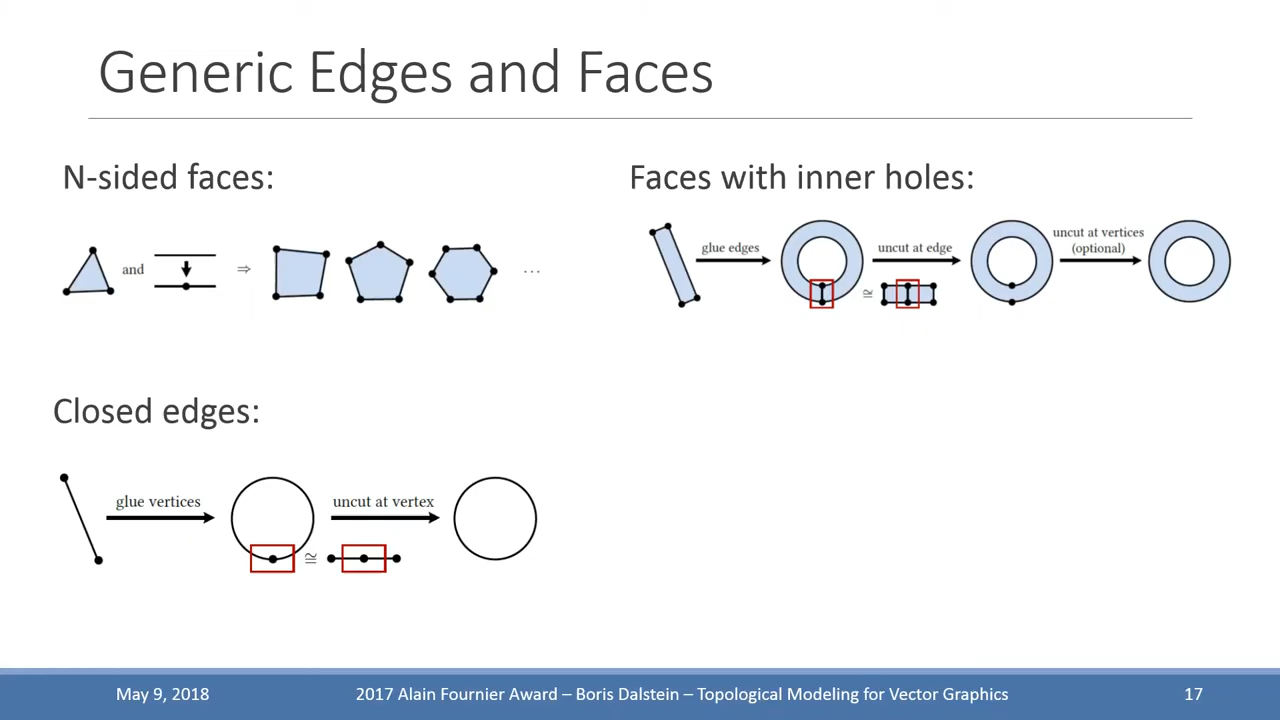 Generic Edges and Faces
N-sided faces:
and
⇒
...
Faces with inner holes:
glue edges
≅
uncut at edge
uncut at vertices
(optional)
Closed edges:
glue vertices
≅
uncut at vertex
May 9, 2018
2017 Alain Fournier Award – Boris Dalstein – Topological Modeling for Vector Graphics
17